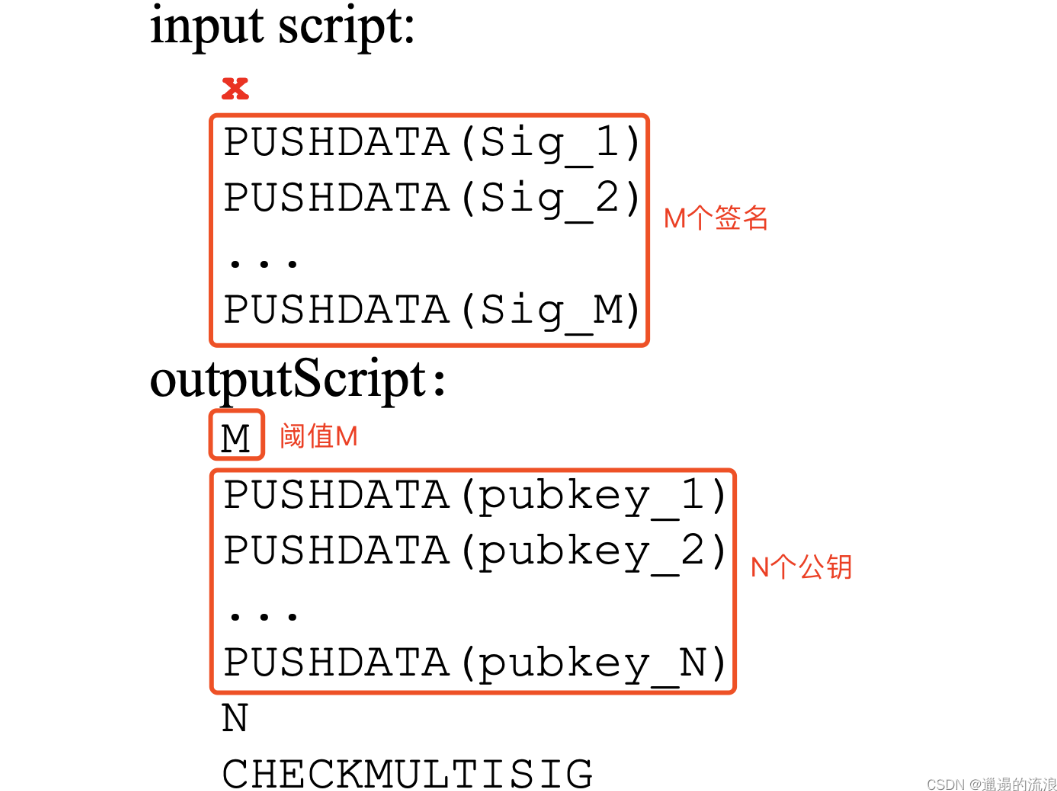 input script:
x
PUSHDATA(Sig_1)
PUSHDATA(Sig_2)
M个签名
...
PUSHDATA(Sig_M)
outputScript:
M 阈值M
PUSHDATA(pubkey_1)
PUSHDATA(pubkey_2)
N个公钥
...
PUSHDATA(pubkey_N)
N
CHECKMULTISIG
CSDN @邋遢的流浪